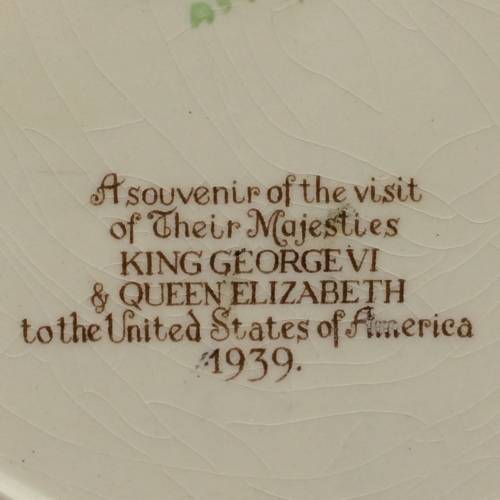 A souvenir of the visit
of Their Majesties
KING GEORGE VI
& QUEEN ELIZABETH
to the United States of America
1939.